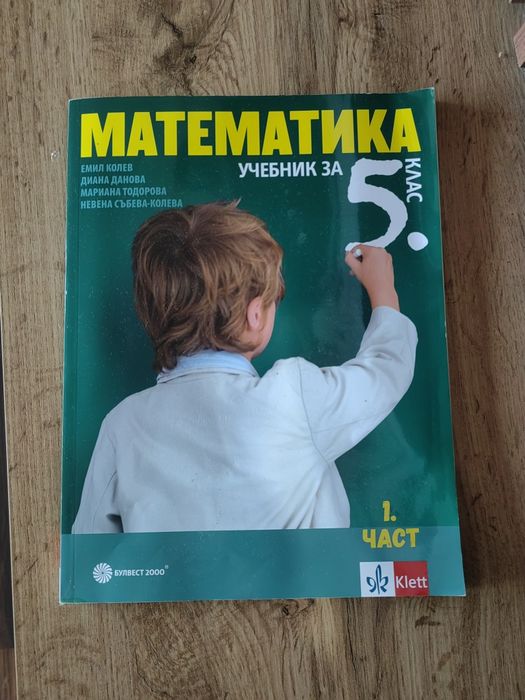 МАТЕМАТИКА
ЕМИЛ КОЛЕВ
ДИАНА ДАНОВА
МАРИАНА ТОДОРОВА
НЕВЕНА СЪБЕВА-КОЛЕВА
УЧЕБНИК ЗА
5.
КЛАС
1.
ЧАСТ
БУЛВЕСТ 2000®
Klett